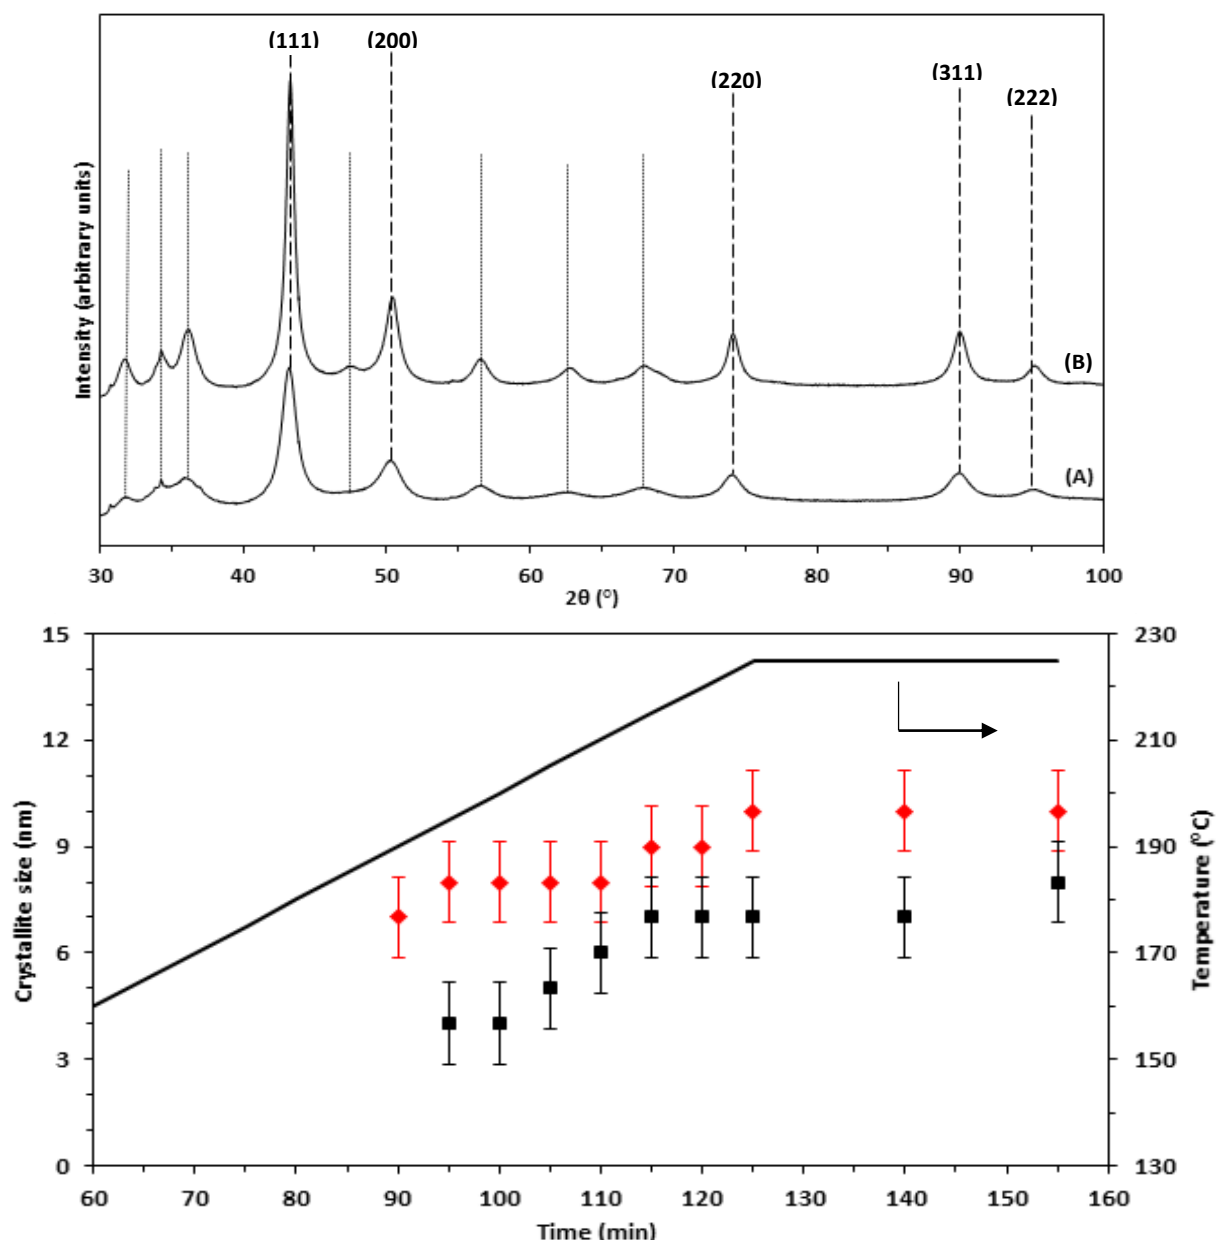 (111) (200)
(220) (311)
(222)
Intensity (arbitrary units)
(B)
(A)
30 40 50 60 70 80 90 100
2θ (°)
15 230
12 210
9 190
6 170
3 150
0 130
Crystallite size (nm)
Temperature (°C)
60 70 80 90 100 110 120 130 140 150 160
Time (min)